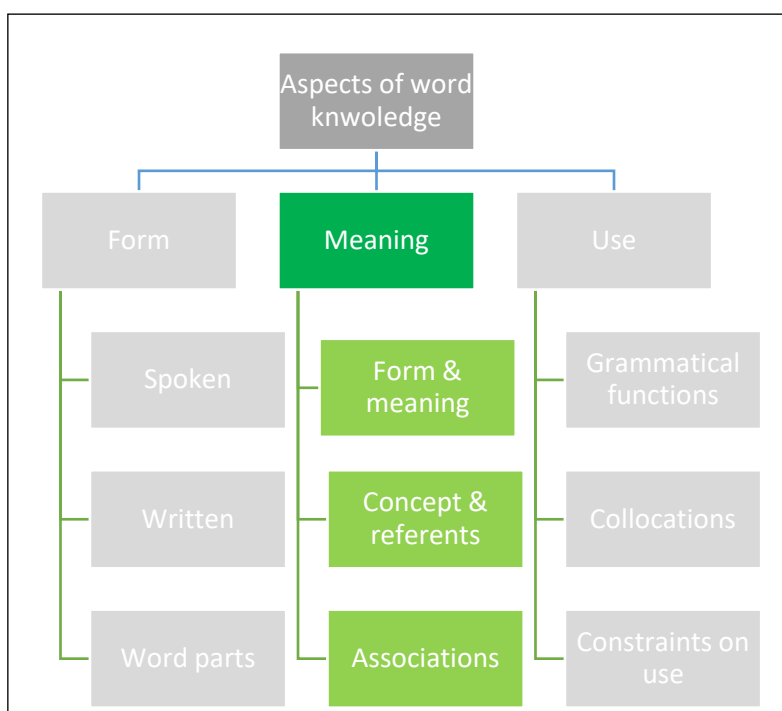 Aspects of word
knwoledge
Form
Meaning
Use
Spoken
Form &
meaning
Grammatical
functions
Written
Concept &
referents
Collocations
Word parts
Associations
Constraints on
use